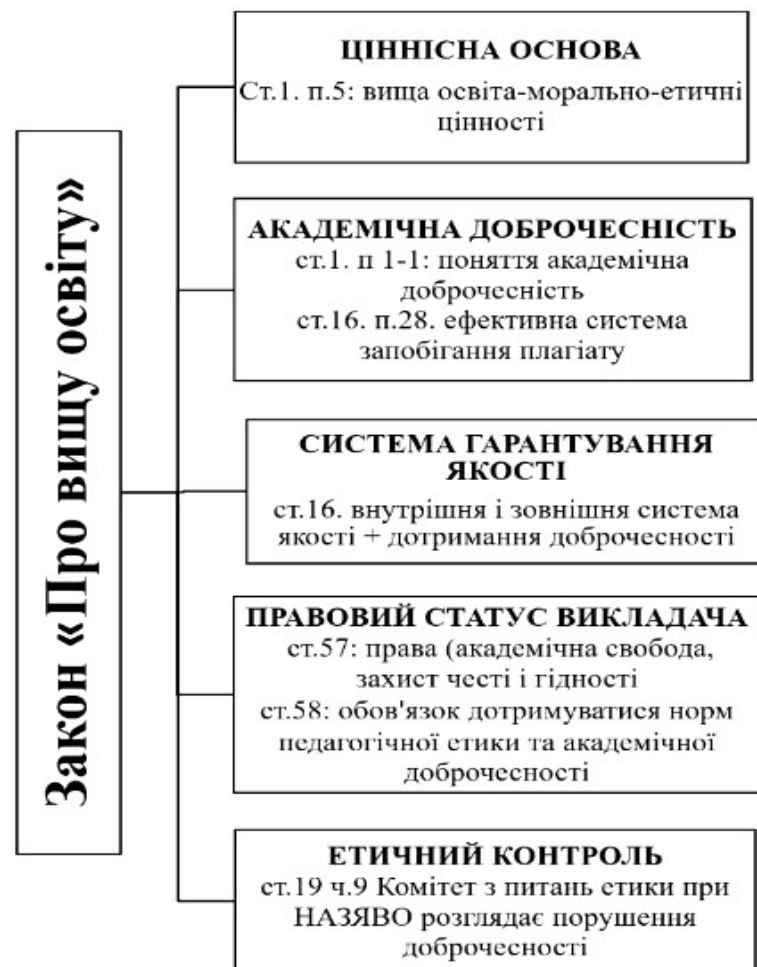 Закон «Про вищу освіту»
ЦІННІСНА ОСНОВА
Ст.1. п.5: вища освіта-морально-етичні
цінності
АКАДЕМІЧНА ДОБРОЧЕСНІСТЬ
ст.1. п 1-1: поняття академічна
доброчесність
ст.16. п.28. ефективна система
запобігання плагіату
СИСТЕМА ГАРАНТУВАННЯ
ЯКОСТІ
ст.16. внутрішня і зовнішня система
якості + дотримання доброчесності
ПРАВОВИЙ СТАТУС ВИКЛАДАЧА
ст.57: права (академічна свобода,
захист честі і гідності
ст.58: обов'язок дотримуватися норм
педагогічної етики та академічної
доброчесності
ЕТИЧНИЙ КОНТРОЛЬ
ст.19 ч.9 Комітет з питань етики при
НАЗЯВО розглядає порушення
доброчесності